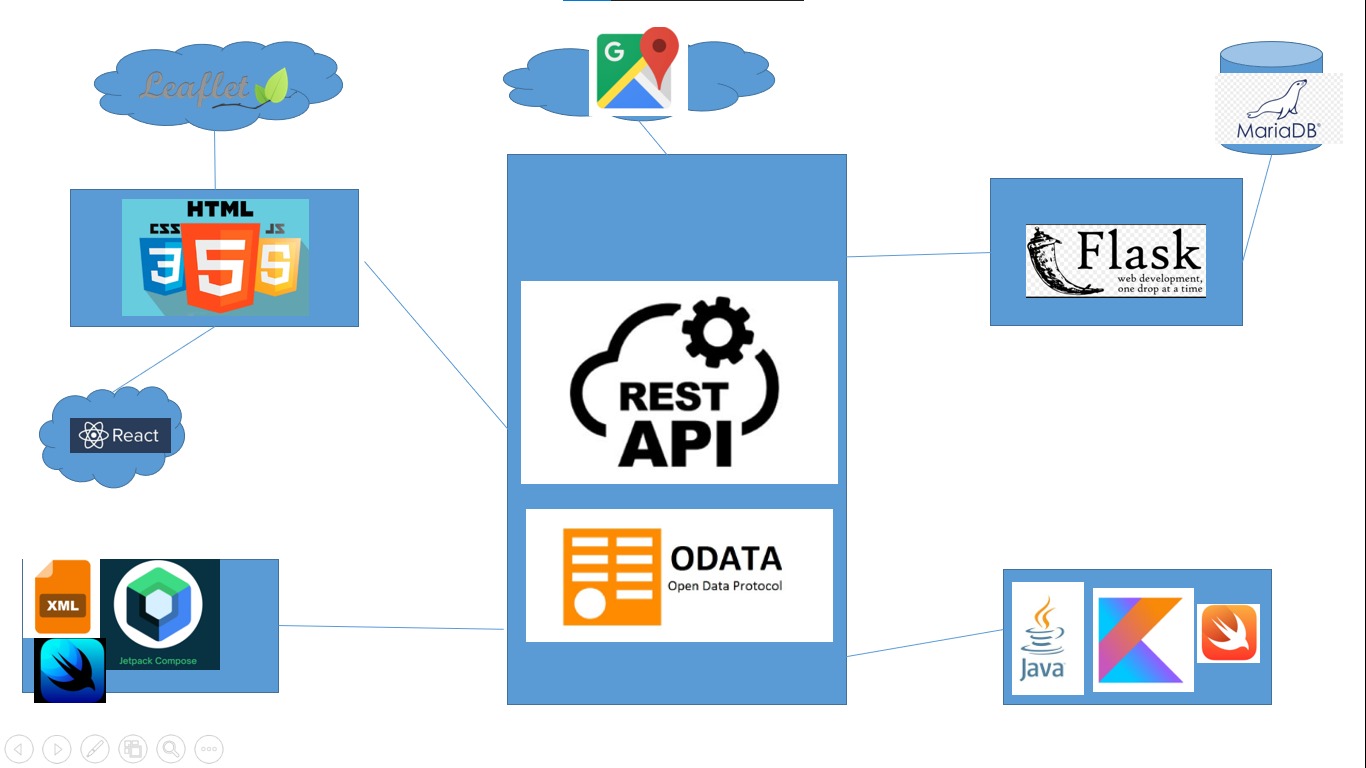 Leaflet
G
MariaDB®
HTML
CSS JS
3 5 S
Flask
web development,
one drop at a time
REST
API
React
ODATA
Open Data Protocol
XML
Jetpack Compose
Java